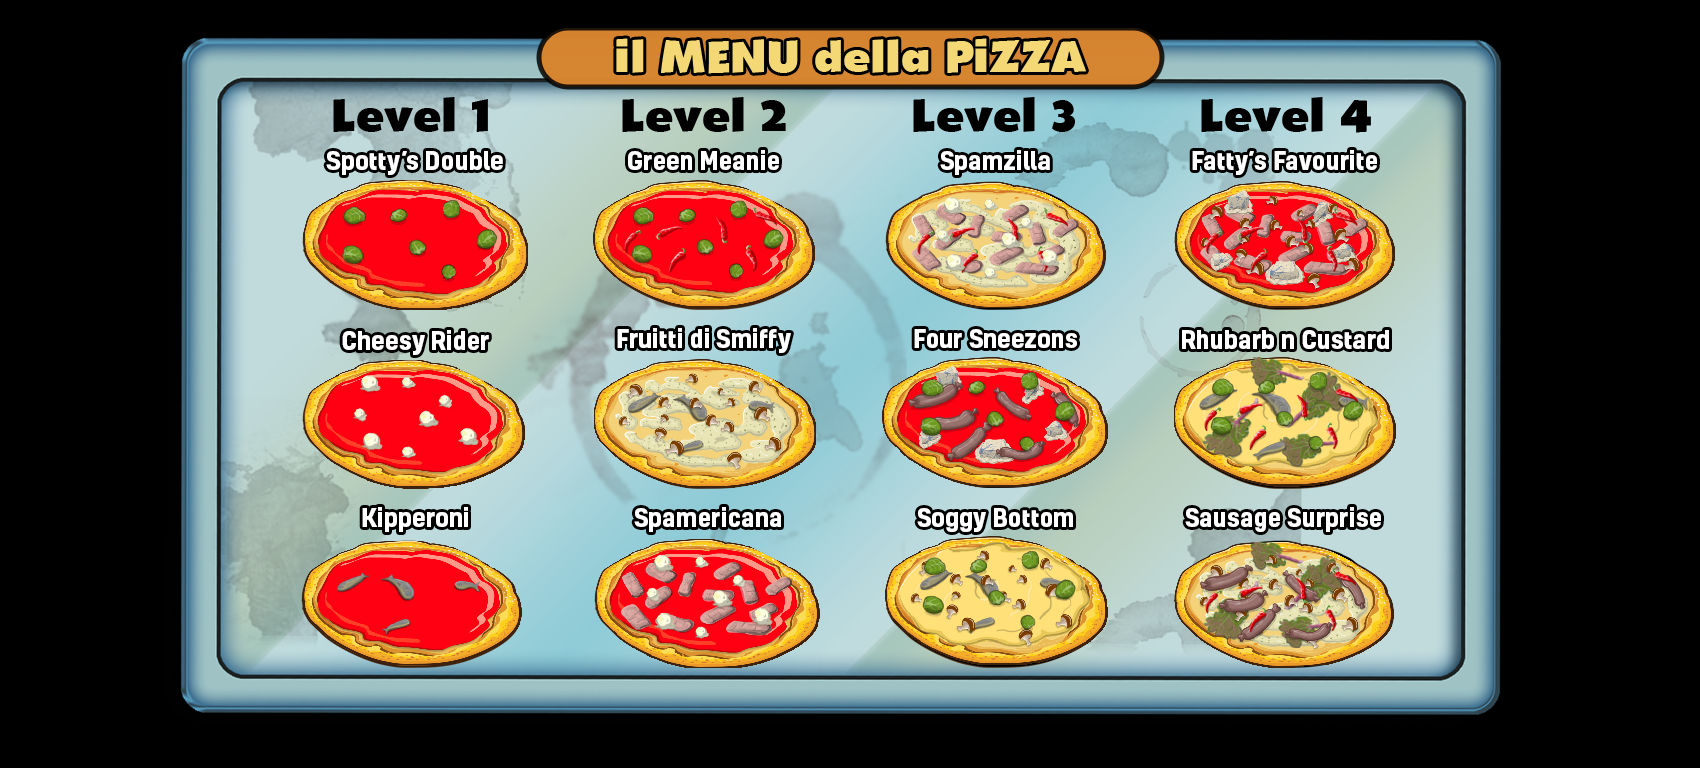 il MENU della PiZZA
Level 1
Level 2
Level 3
Level 4
Spotty's Double
Green Meanie
Spamzilla
Fatty's Favourite
Cheesy Rider
Fruitti di Smiffy
Four Sneezons
Rhubarb n Custard
Kipperoni
Spamericana
Soggy Bottom
Sausage Surprise